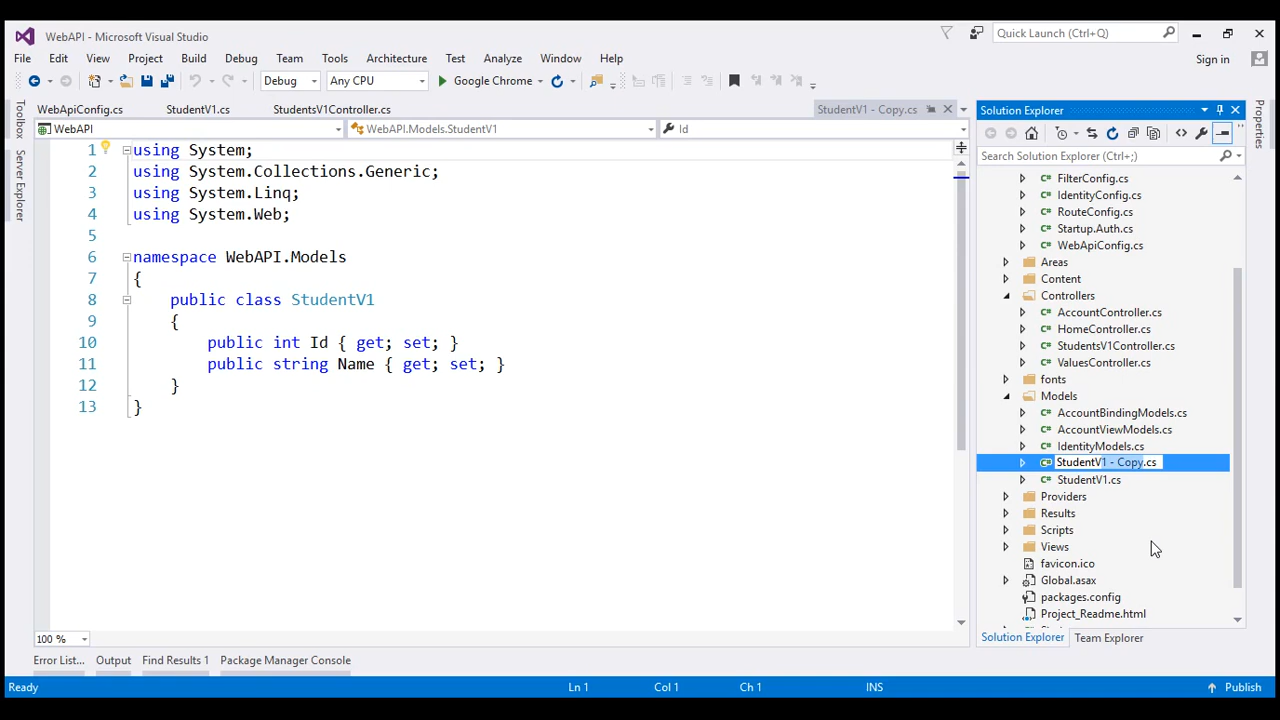 WebAPI - Microsoft Visual Studio
Quick Launch (Ctrl+Q)
File Edit View Project Build Debug Team Tools Architecture Test Analyze Window Help
Sign in
Debug Any CPU Google Chrome
WebApiConfig.cs StudentV1.cs StudentsV1Controller.cs StudentV1 - Copy.cs
WebAPI WebAPI.Models.StudentV1 Id
Toolbox
Server Explorer
1 using System;
2 using System.Collections.Generic;
3 using System.Linq;
4 using System.Web;
5
6 namespace WebAPI.Models
7 {
8 public class StudentV1
9 {
10 public int Id { get; set; }
11 public string Name { get; set; }
12 }
13 }
100 %
Solution Explorer
Search Solution Explorer (Ctrl+;)
FilterConfig.cs
IdentityConfig.cs
RouteConfig.cs
Startup.Auth.cs
WebApiConfig.cs
Areas
Content
Controllers
AccountController.cs
HomeController.cs
StudentsV1Controller.cs
ValuesController.cs
fonts
Models
AccountBindingModels.cs
AccountViewModels.cs
IdentityModels.cs
StudentV1 - Copy.cs
StudentV1.cs
Providers
Results
Scripts
Views
favicon.ico
Global.asax
packages.config
Project_Readme.html
Solution Explorer Team Explorer
Properties
Error List... Output Find Results 1 Package Manager Console
Ready Ln 1 Col 1 Ch 1 INS Publish